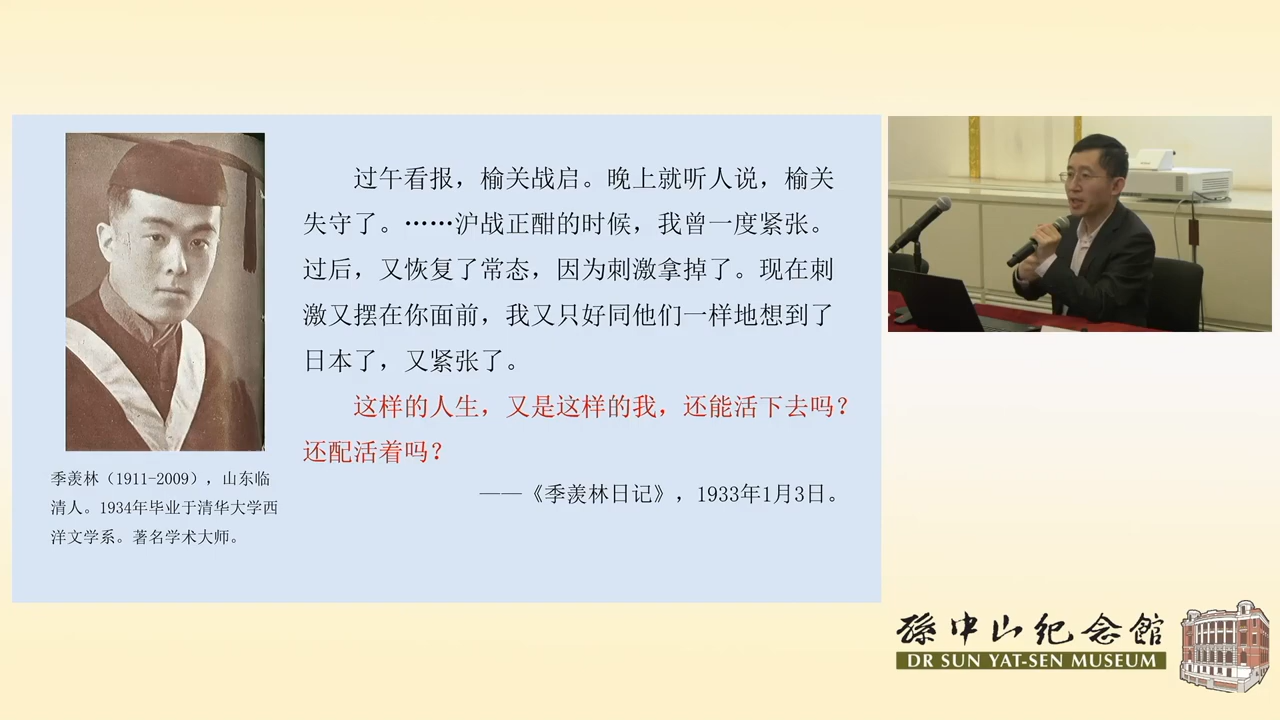 过午看报，榆关战启。晚上就听人说，榆关
失守了。……沪战正酣的时候，我曾一度紧张。
过后，又恢复了常态，因为刺激拿掉了。现在刺
激又摆在你面前，我又只好同他们一样地想到了
日本了，又紧张了。
这样的人生，又是这样的我，还能活下去吗？
还配活着吗？
——《季羡林日记》，1933年1月3日。
季羡林（1911-2009），山东临
清人。1934年毕业于清华大学西
洋文学系。著名学术大师。
孫中山纪念館
DR SUN YAT-SEN MUSEUM